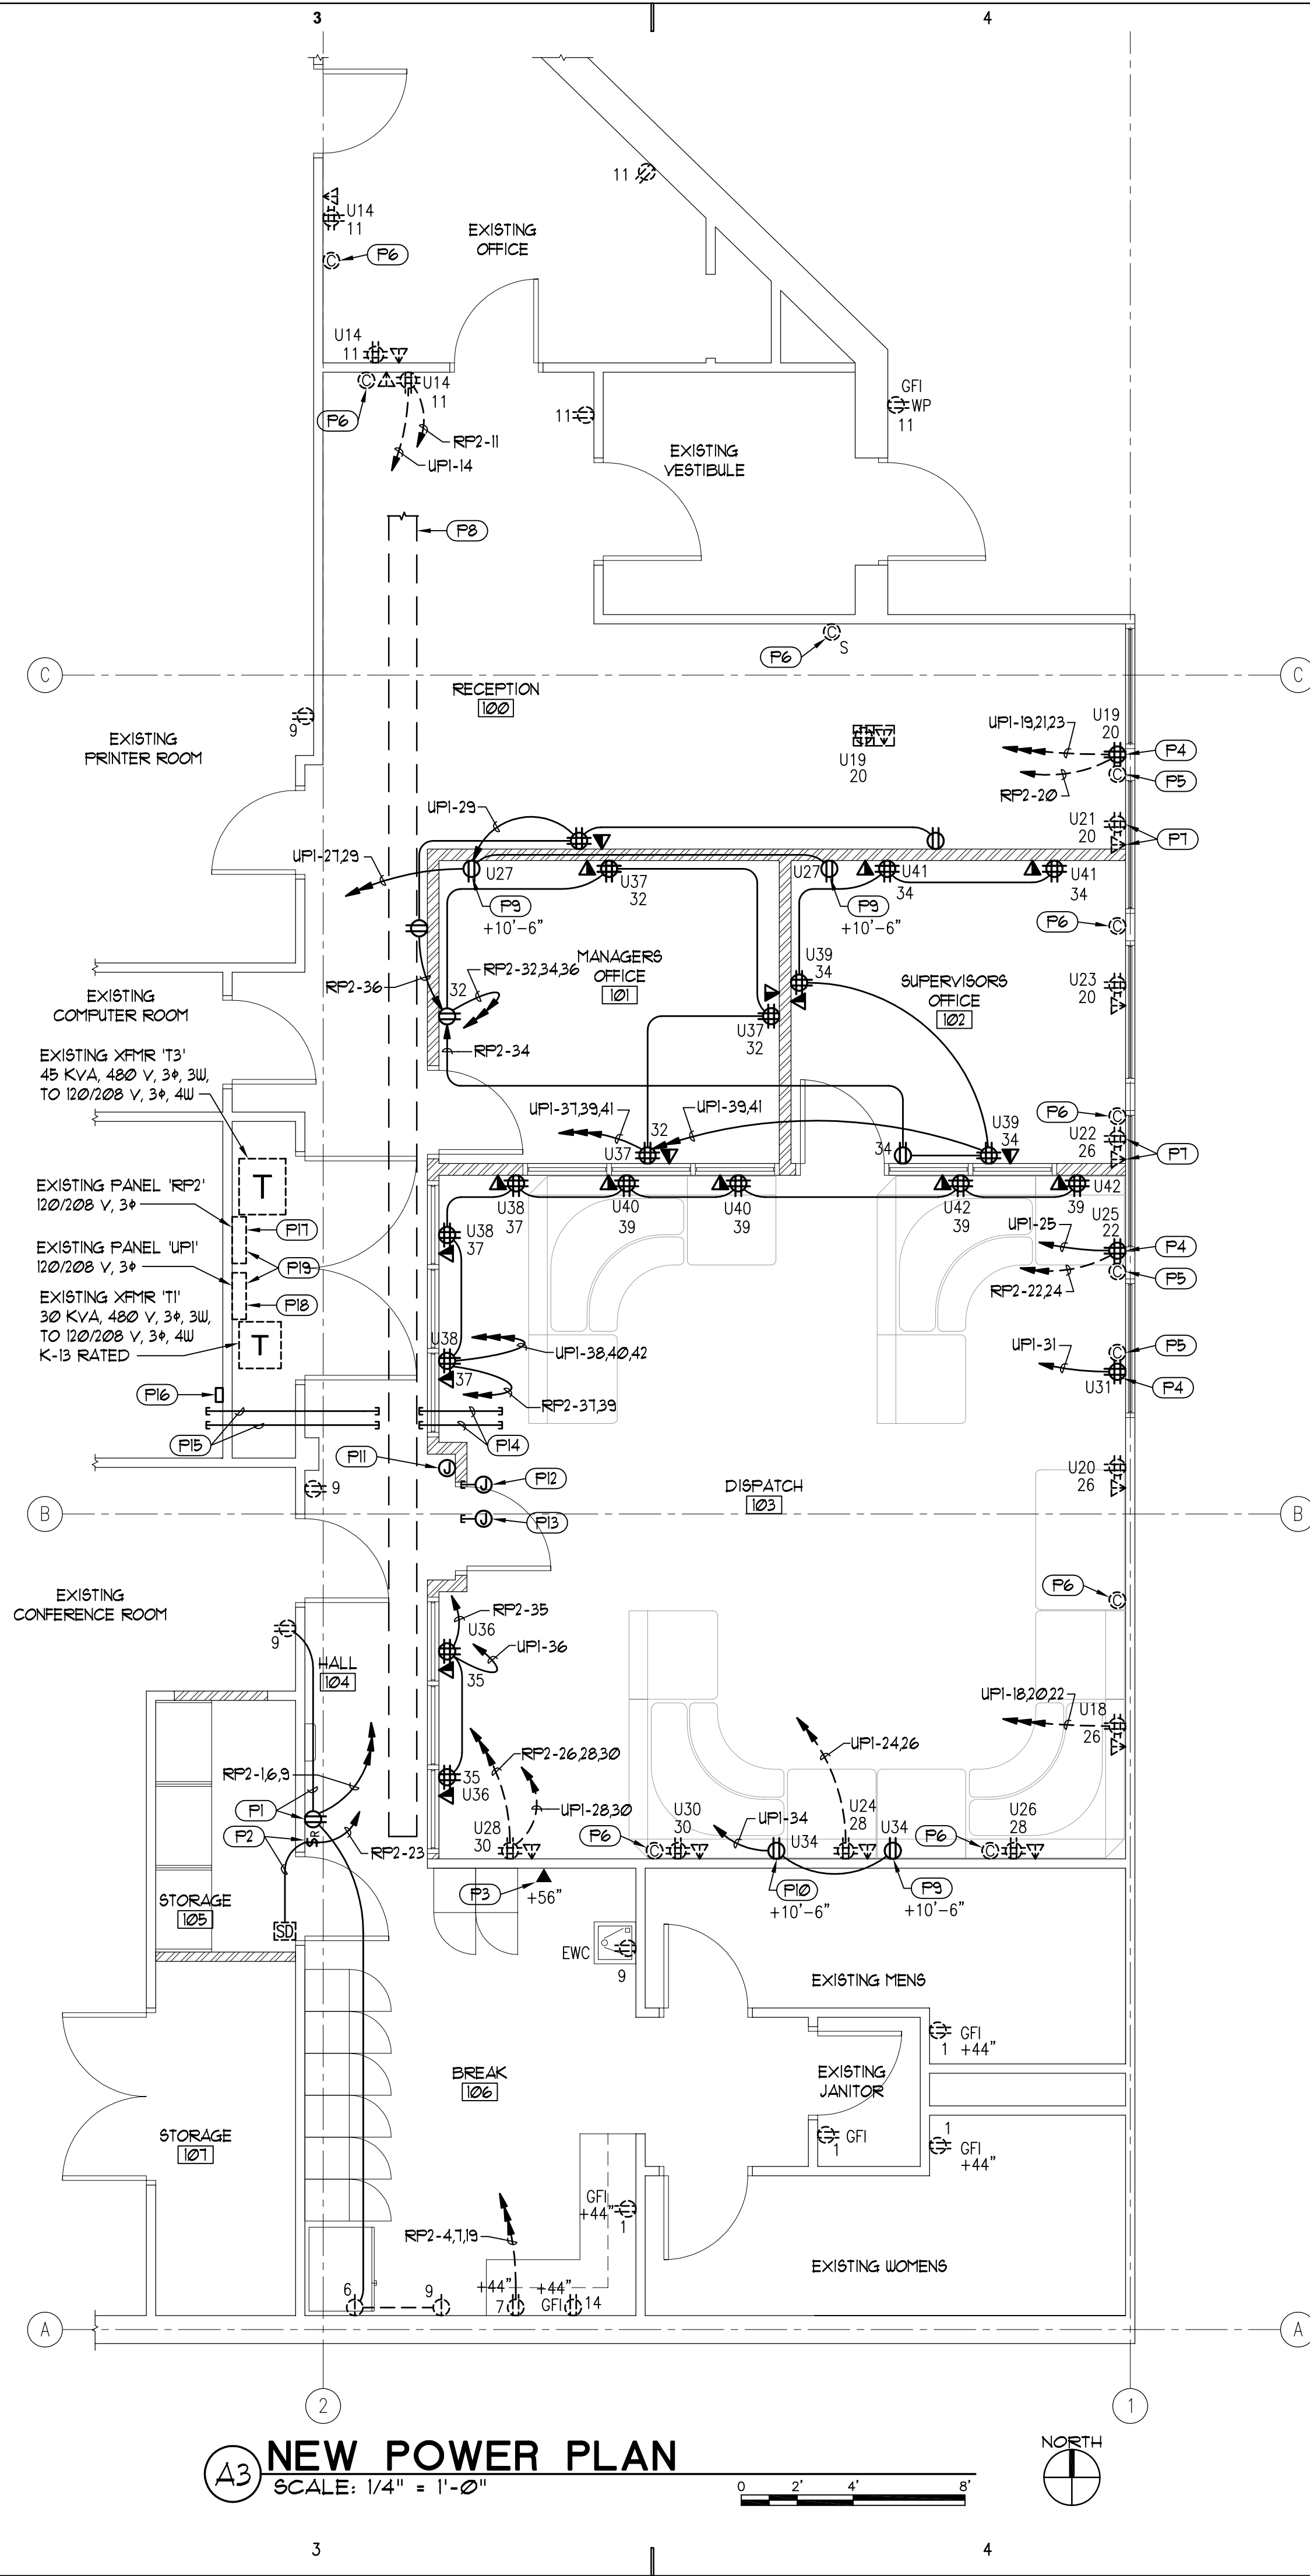 3
4
11
U14
11
P6
EXISTING
OFFICE
U14
11
U14
11
P6
11
GFI
WP
11
RP2-11
UP1-14
EXISTING
VESTIBULE
P8
P6
S
C
C
RECEPTION
100
9
EXISTING
PRINTER ROOM
U19
20
UP1-19,21,23
U19
20
P4
P5
RP2-20
UP1-29
U21
20
P7
UP1-27,29
U27
P9
+10'-6"
U37
32
U27
P9
+10'-6"
U41
34
U41
34
P6
MANAGERS
OFFICE
101
RP2-32,34,36
RP2-36
32
U39
34
SUPERVISORS
OFFICE
102
U23
20
EXISTING
COMPUTER ROOM
U37
32
RP2-34
EXISTING XFMR 'T3'
45 KVA, 480 V, 3Φ, 3W,
TO 120/208 V, 3Φ, 4W
UP1-37,39,41
UP1-39,41
P6
U22
26
P7
32
U37
34
U39
34
T
EXISTING PANEL 'RP2'
120/208 V, 3Φ
P17
U38
37
U40
39
U40
39
U42
39
U42
39
U38
37
U25
22
UP1-25
P4
P5
RP2-22,24
EXISTING PANEL 'UP1'
120/208 V, 3Φ
P19
P18
EXISTING XFMR 'T1'
30 KVA, 480 V, 3Φ, 3W,
TO 120/208 V, 3Φ, 4W
K-13 RATED
T
U38
37
UP1-38,40,42
RP2-37,39
UP1-31
P5
U31
P4
P16
P15
P14
P11
J
J
P12
J
P13
9
U20
26
DISPATCH
103
B
B
EXISTING
CONFERENCE ROOM
P6
9
RP2-35
U36
35
UP1-36
HALL
104
UP1-18,20,22
U18
26
RP2-1,6,9
P1
P2
SR
RP2-23
35
U36
RP2-26,28,30
UP1-28,30
UP1-24,26
U28
30
P6
U30
30
UP1-34
U34
U24
28
U34
P6
U26
28
P10
+10'-6"
P9
+10'-6"
P3
+56"
STORAGE
105
SD
EWC
9
EXISTING MENS
GFI
1 +44"
BREAK
106
EXISTING
JANITOR
STORAGE
107
GFI
1
1
GFI
+44"
GFI
+44"
1
RP2-4,7,19
EXISTING WOMENS
6
9
+44"
7
+44"
GFI
14
A
A
2
1
A3
NEW POWER PLAN
SCALE: 1/4" = 1'-0"
0 2' 4' 8'
NORTH
3
4